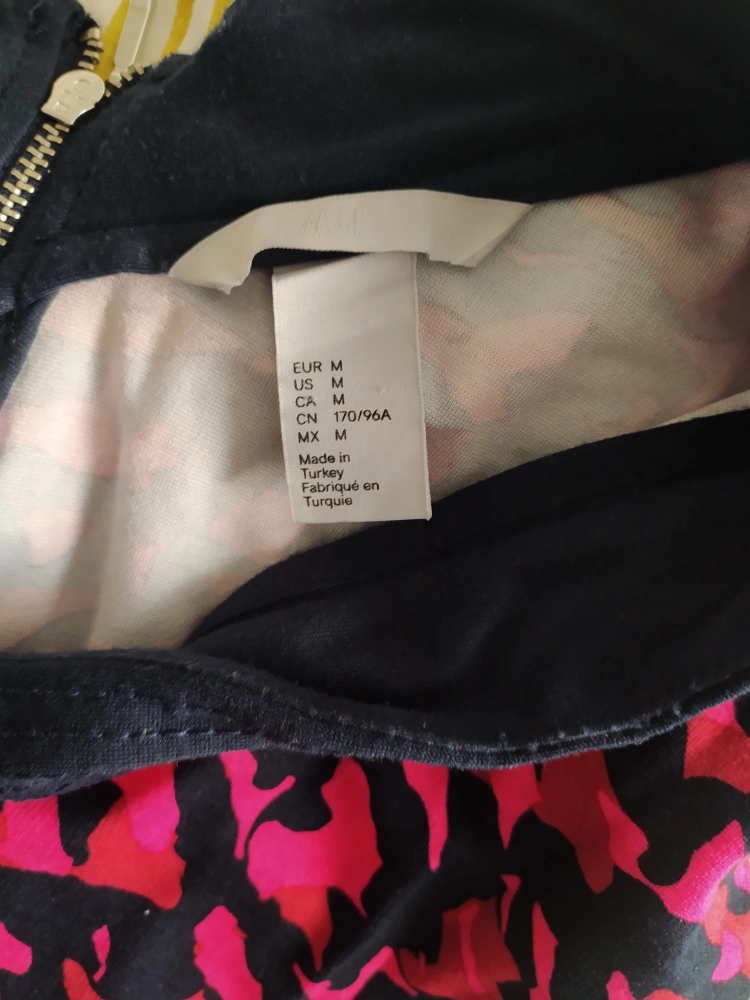 H&M
EUR M
US M
CA M
CN 170/96A
MX M
Made in
Turkey
Fabriqué en
Turquie